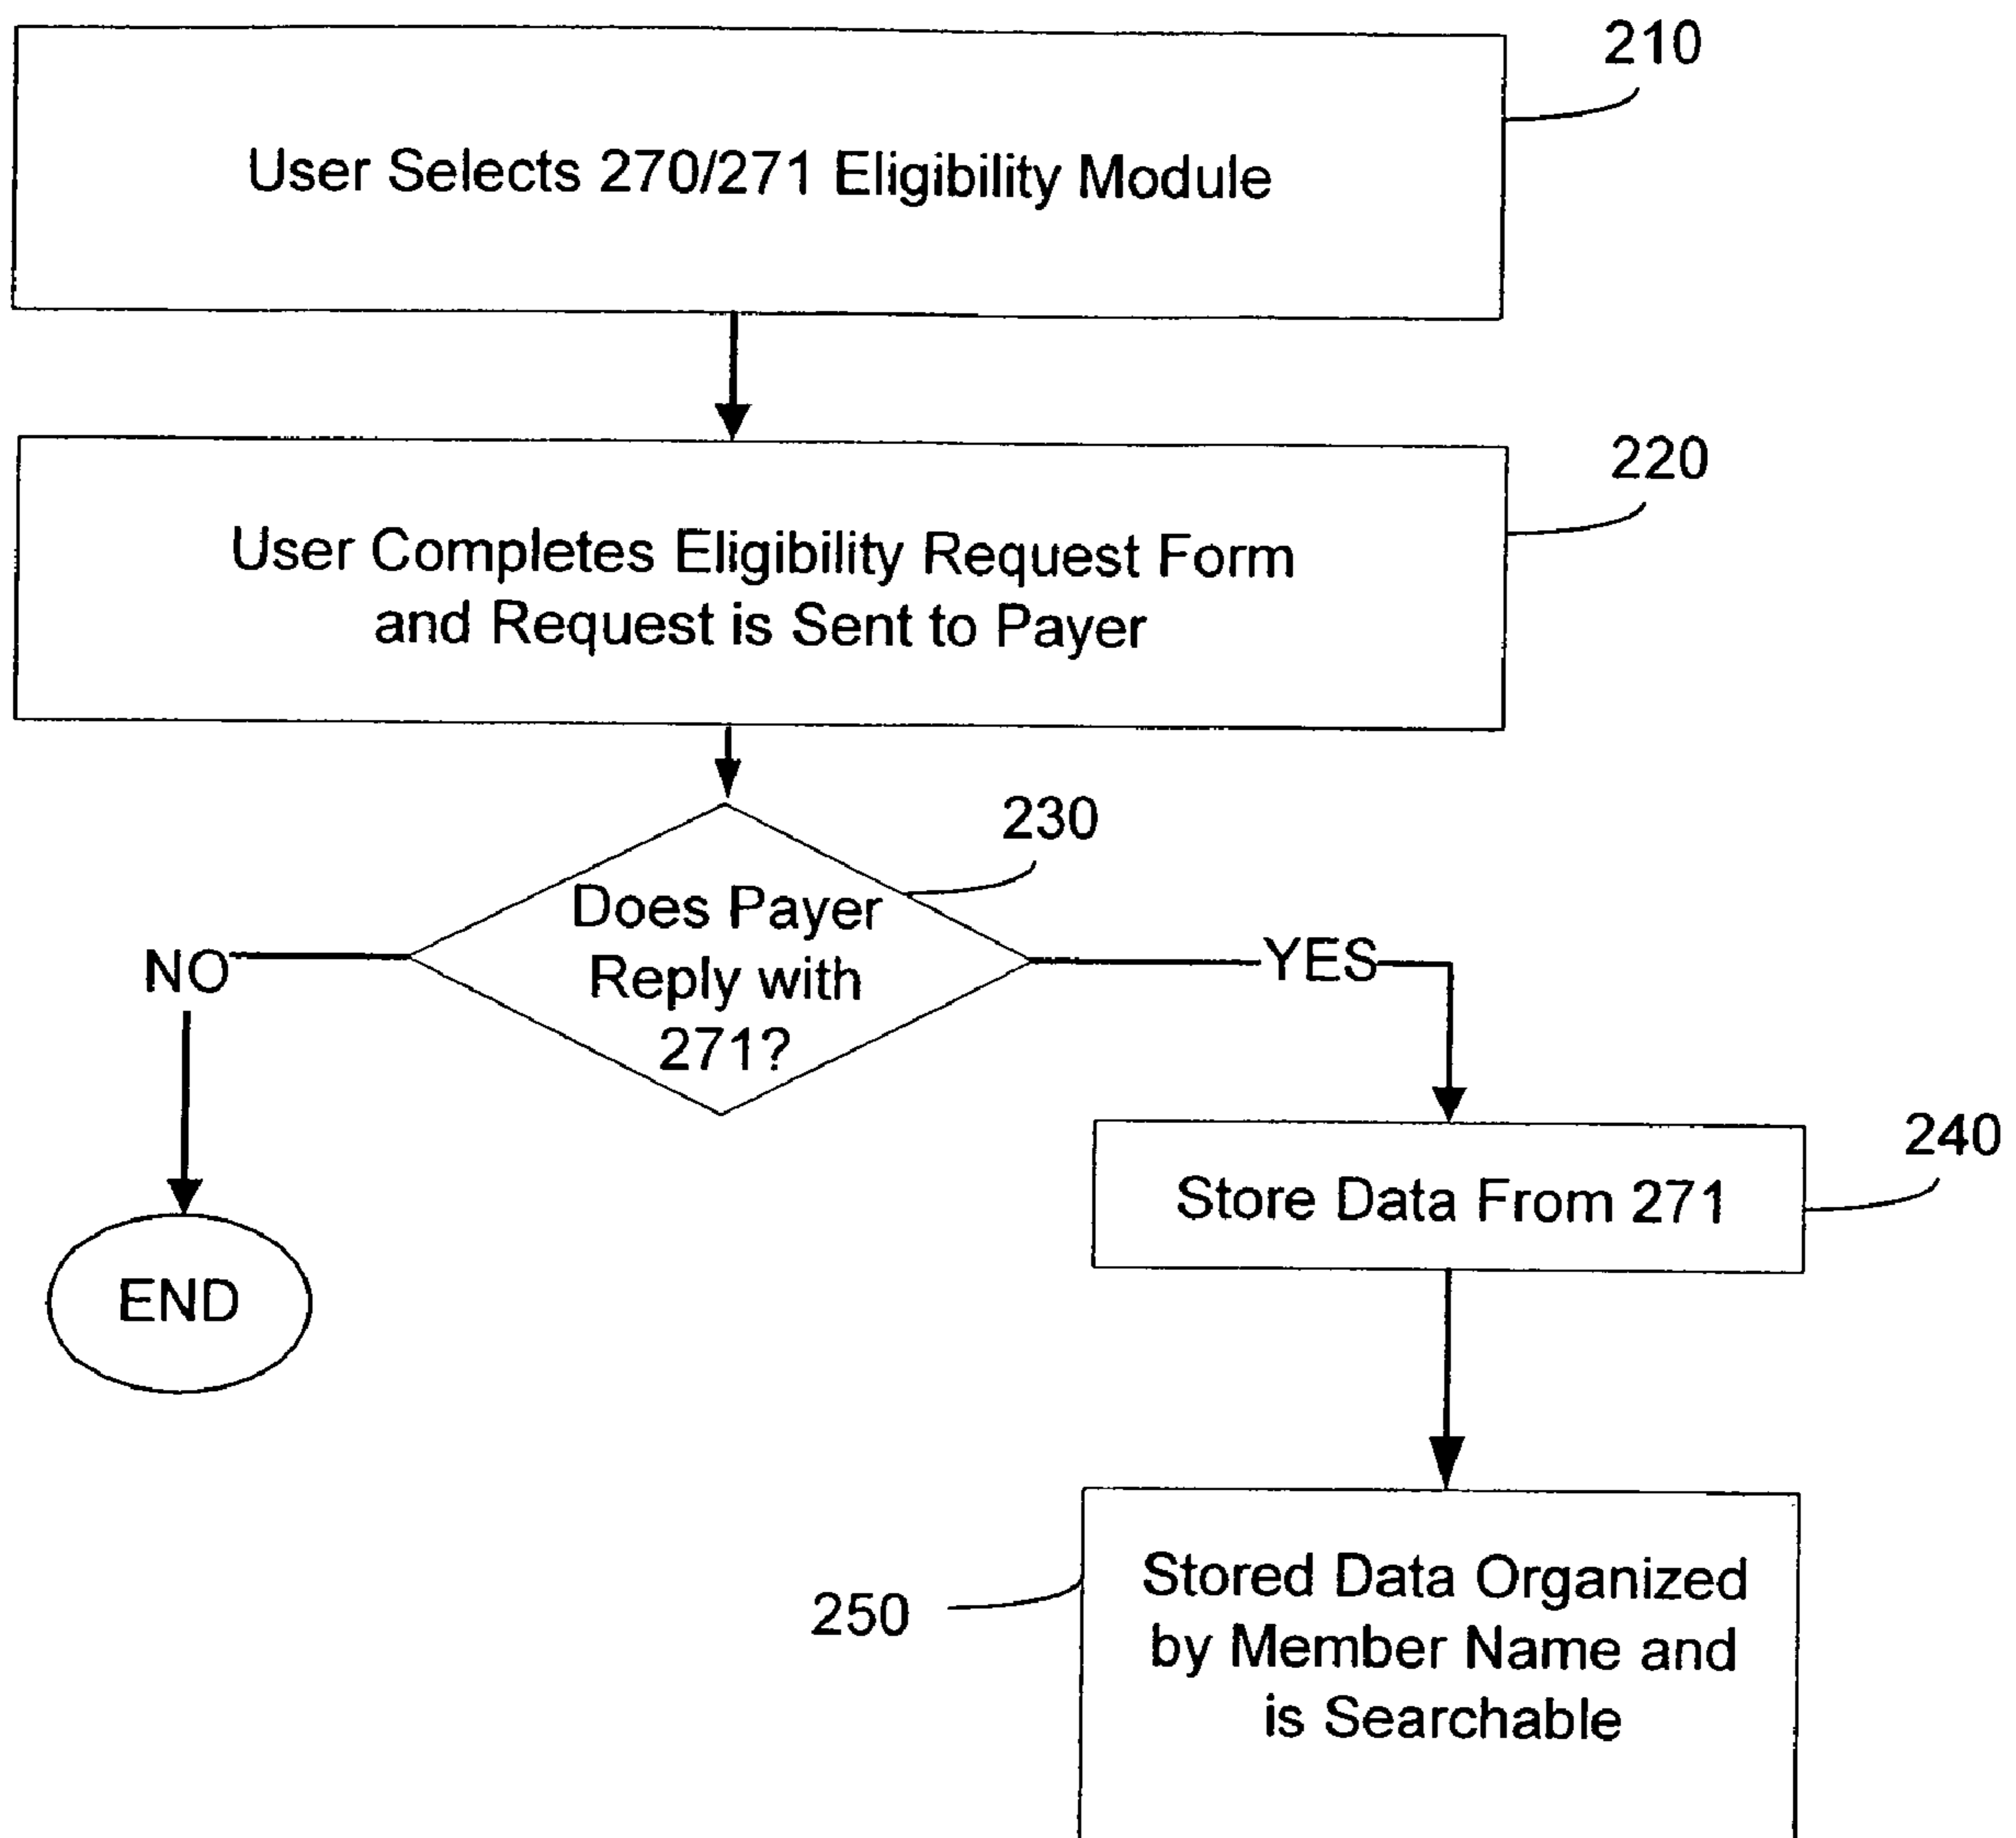 210
User Selects 270/271 Eligibility Module
220
User Completes Eligibility Request Form
and Request is Sent to Payer
230
Does Payer
Reply with
271?
NO
YES
240
Store Data From 271
END
250
Stored Data Organized
by Member Name and
is Searchable